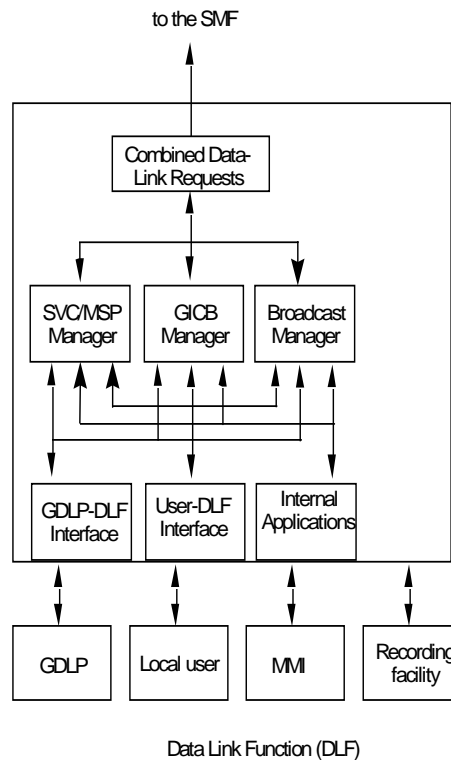 to the SMF
Combined Data-
Link Requests
SVC/MSP
Manager
GICB
Manager
Broadcast
Manager
GDLP-DLF
Interface
User-DLF
Interface
Internal
Applications
GDLP
Local user
MMI
Recording
facility
Data Link Function (DLF)